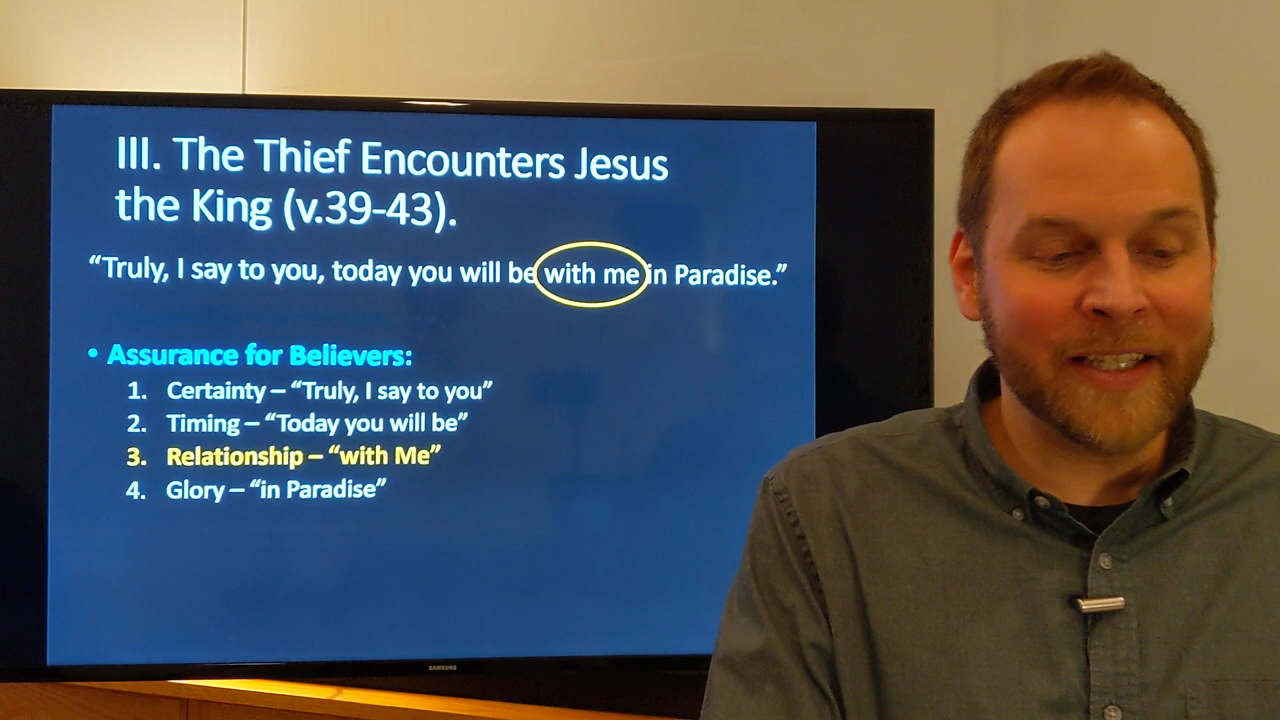 III. The Thief Encounters Jesus
the King (v.39-43).
“Truly, I say to you, today you will be with me in Paradise.”
• Assurance for Believers:
1. Certainty – “Truly, I say to you”
2. Timing – “Today you will be”
3. Relationship – “with Me”
4. Glory – “in Paradise”
SAMSUNG